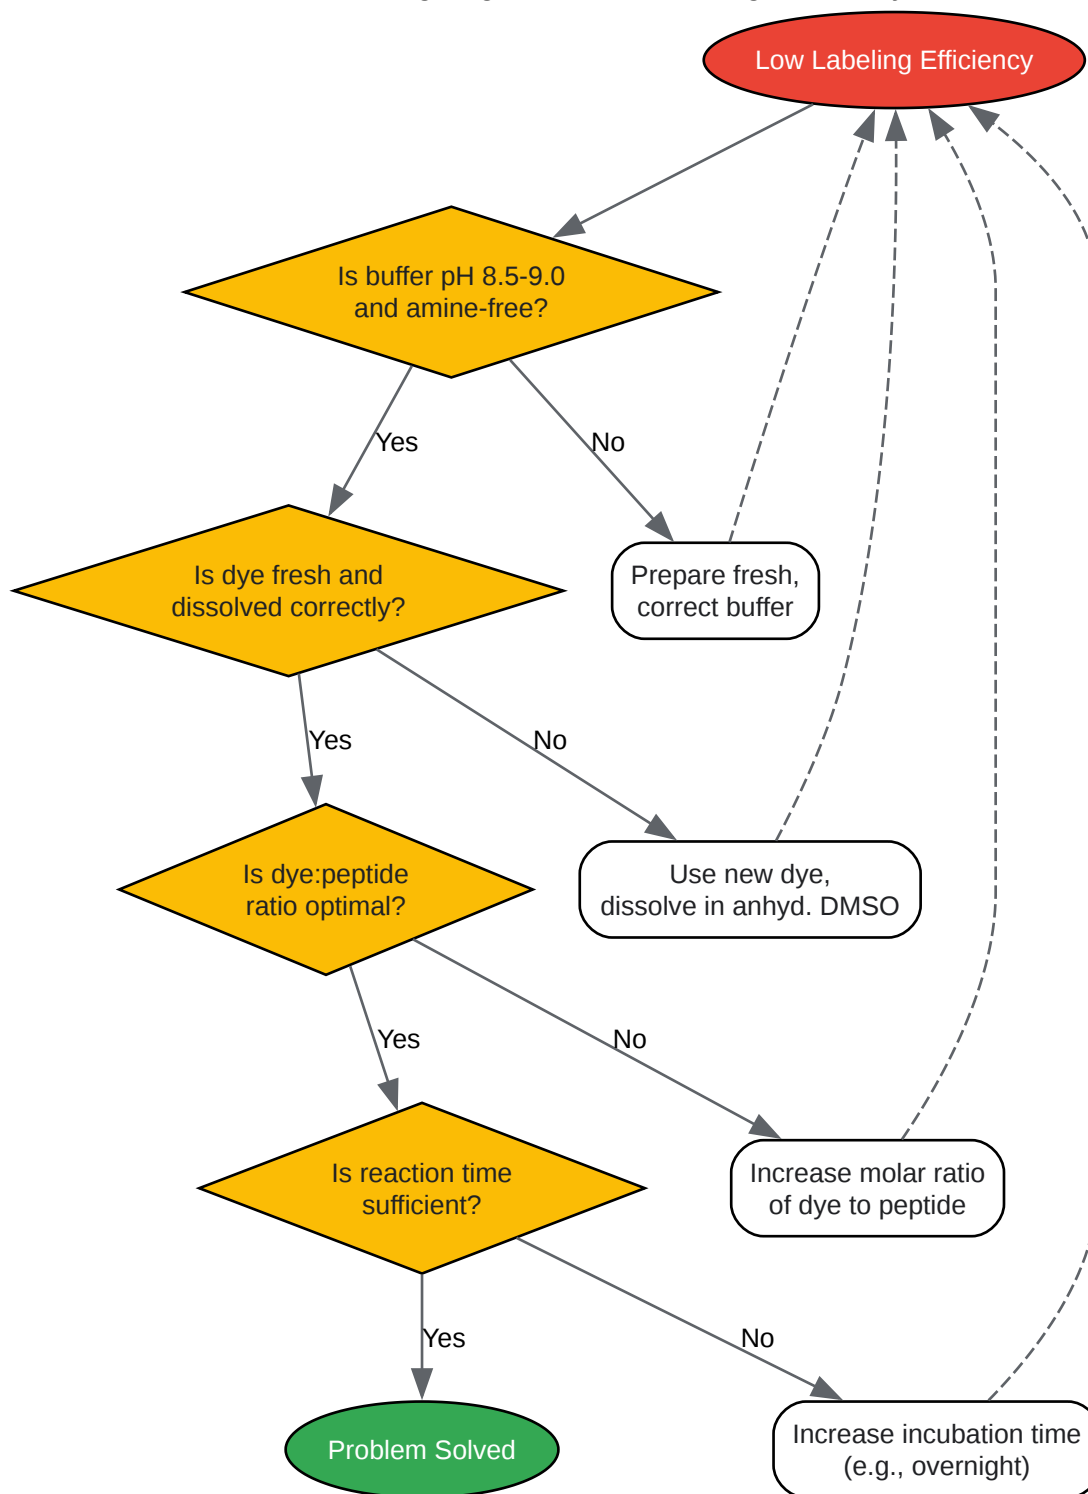 Low Labeling Efficiency
Is buffer pH 8.5-9.0
and amine-free?
Yes
No
Is dye fresh and
dissolved correctly?
Prepare fresh,
correct buffer
Yes
No
Is dye:peptide
ratio optimal?
Use new dye,
dissolve in anhyd. DMSO
Yes
No
Is reaction time
sufficient?
Increase molar ratio
of dye to peptide
Yes
No
Problem Solved
Increase incubation time
(e.g., overnight)